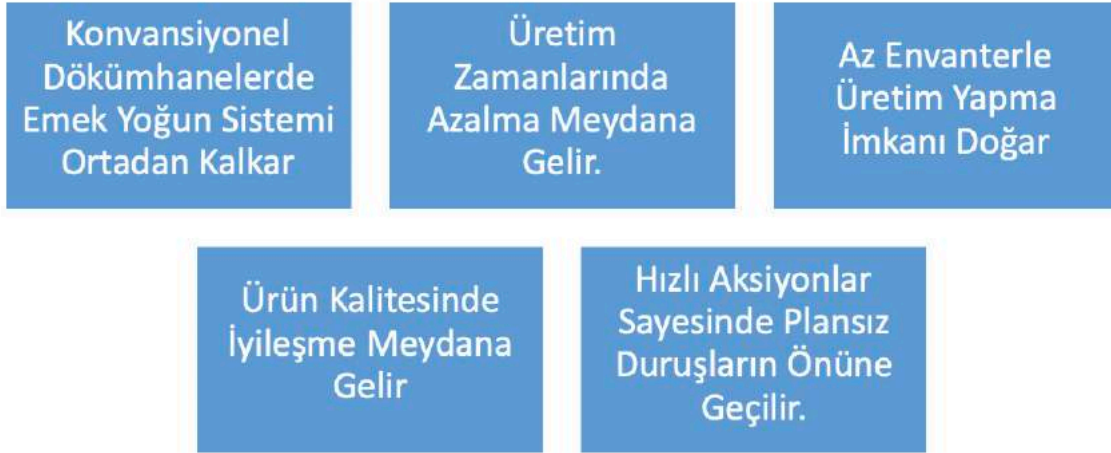 Konvansiyonel
Dökümhanelerde
Emek Yoğun Sistemi
Ortadan Kalkar
Üretim
Zamanlarında
Azalma Meydana
Gelir.
Az Envanterle
Üretim Yapma
İmkanı Doğar
Ürün Kalitesinde
İyileşme Meydana
Gelir
Hızlı Aksiyonlar
Sayesinde Plansız
Duruşların Önüne
Geçilir.